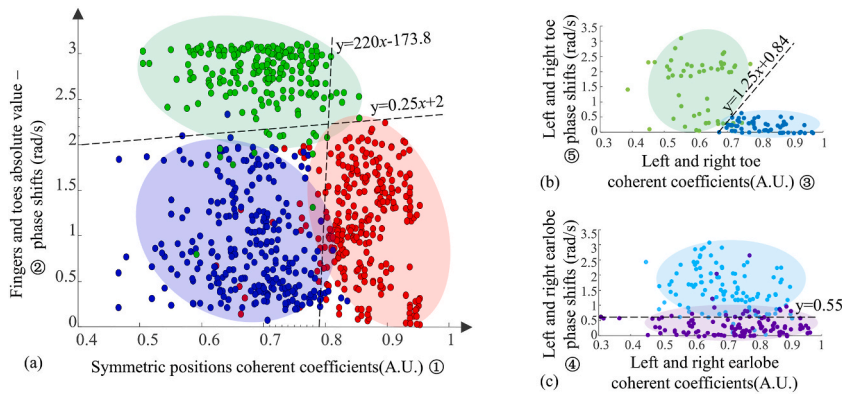 Fingers and toes absolute value –
② phase shifts (rad/s)
3
2.5
2
1.5
1
0.5
0
y=220x-173.8
y=0.25x+2
0.4 0.5 0.6 0.7 0.8 0.9 1
(a) Symmetric positions coherent coefficients(A.U.) ①
Left and right toe
⑤ phase shifts (rad/s)
3.5
3
2.5
2
1.5
1
0.5
0
y=1.25x+0.84
0.3 0.4 0.5 0.6 0.7 0.8 0.9 1
Left and right toe
(b) coherent coefficients(A.U.) ③
Left and right earlobe
④ phase shifts (rad/s)
3.5
3
2.5
2
1.5
1
0.5
0
y=0.55
0.3 0.4 0.5 0.6 0.7 0.8 0.9 1
Left and right earlobe
(c) coherent coefficients(A.U.)